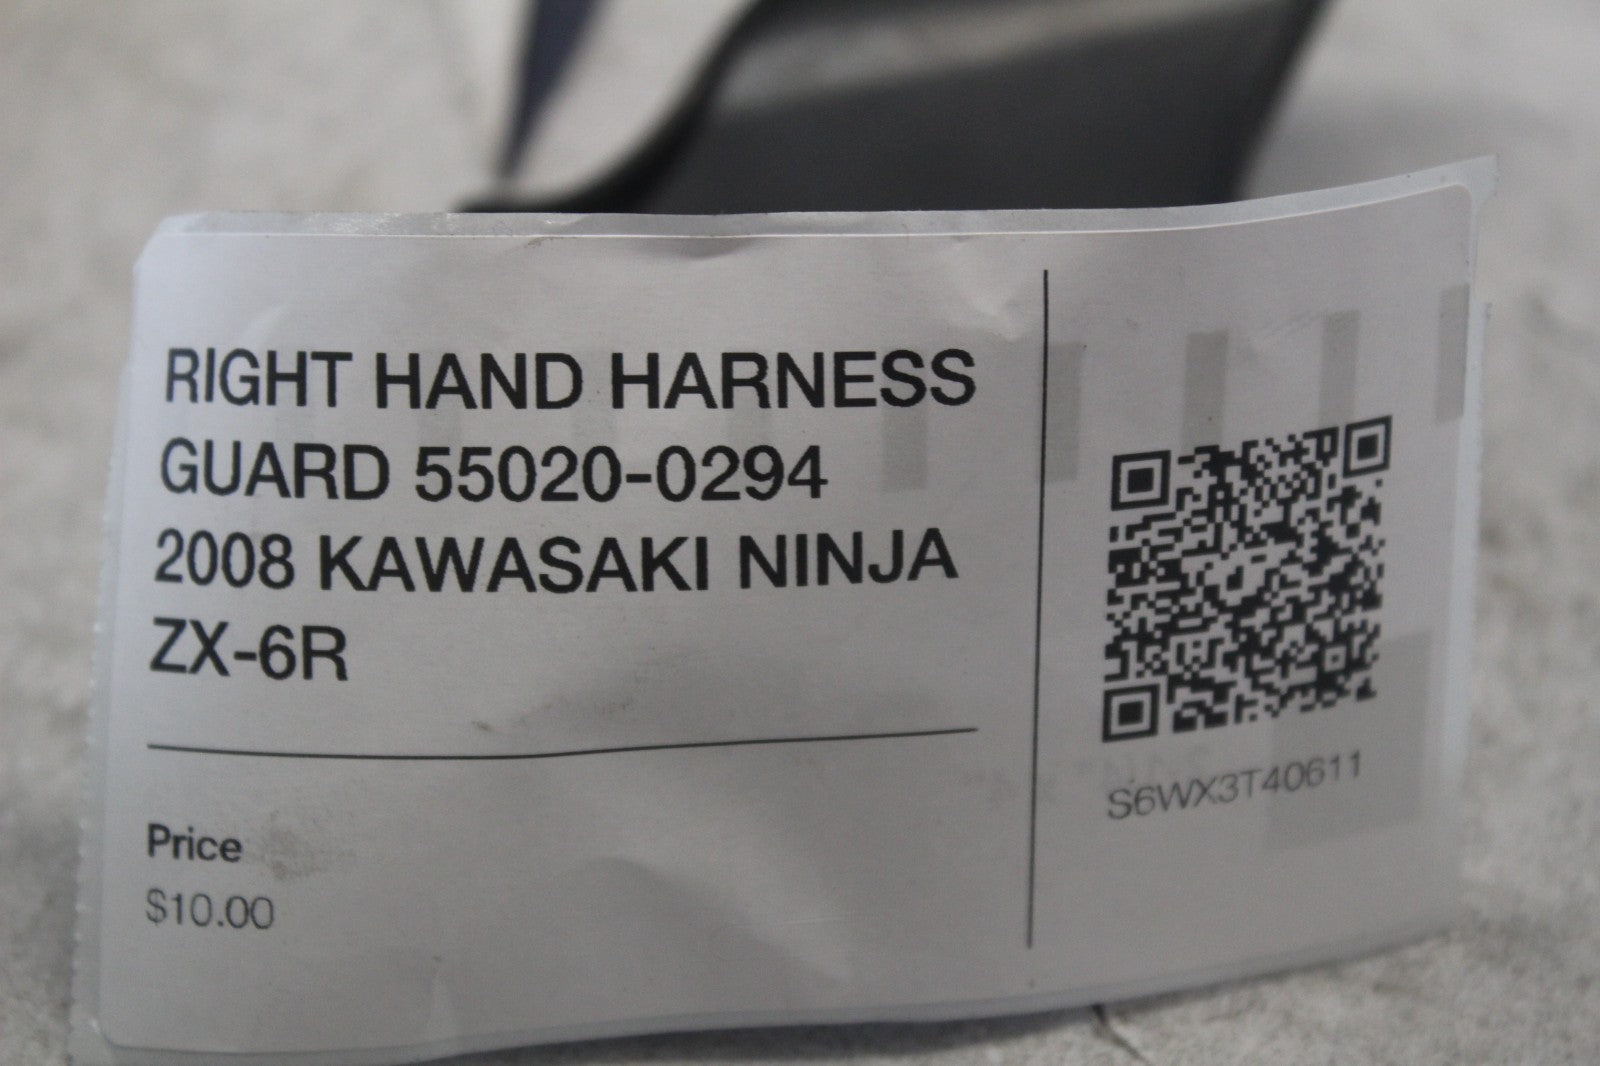 RIGHT HAND HARNESS
GUARD 55020-0294
2008 KAWASAKI NINJA
ZX-6R
Price
$10.00
S6WX3T40611